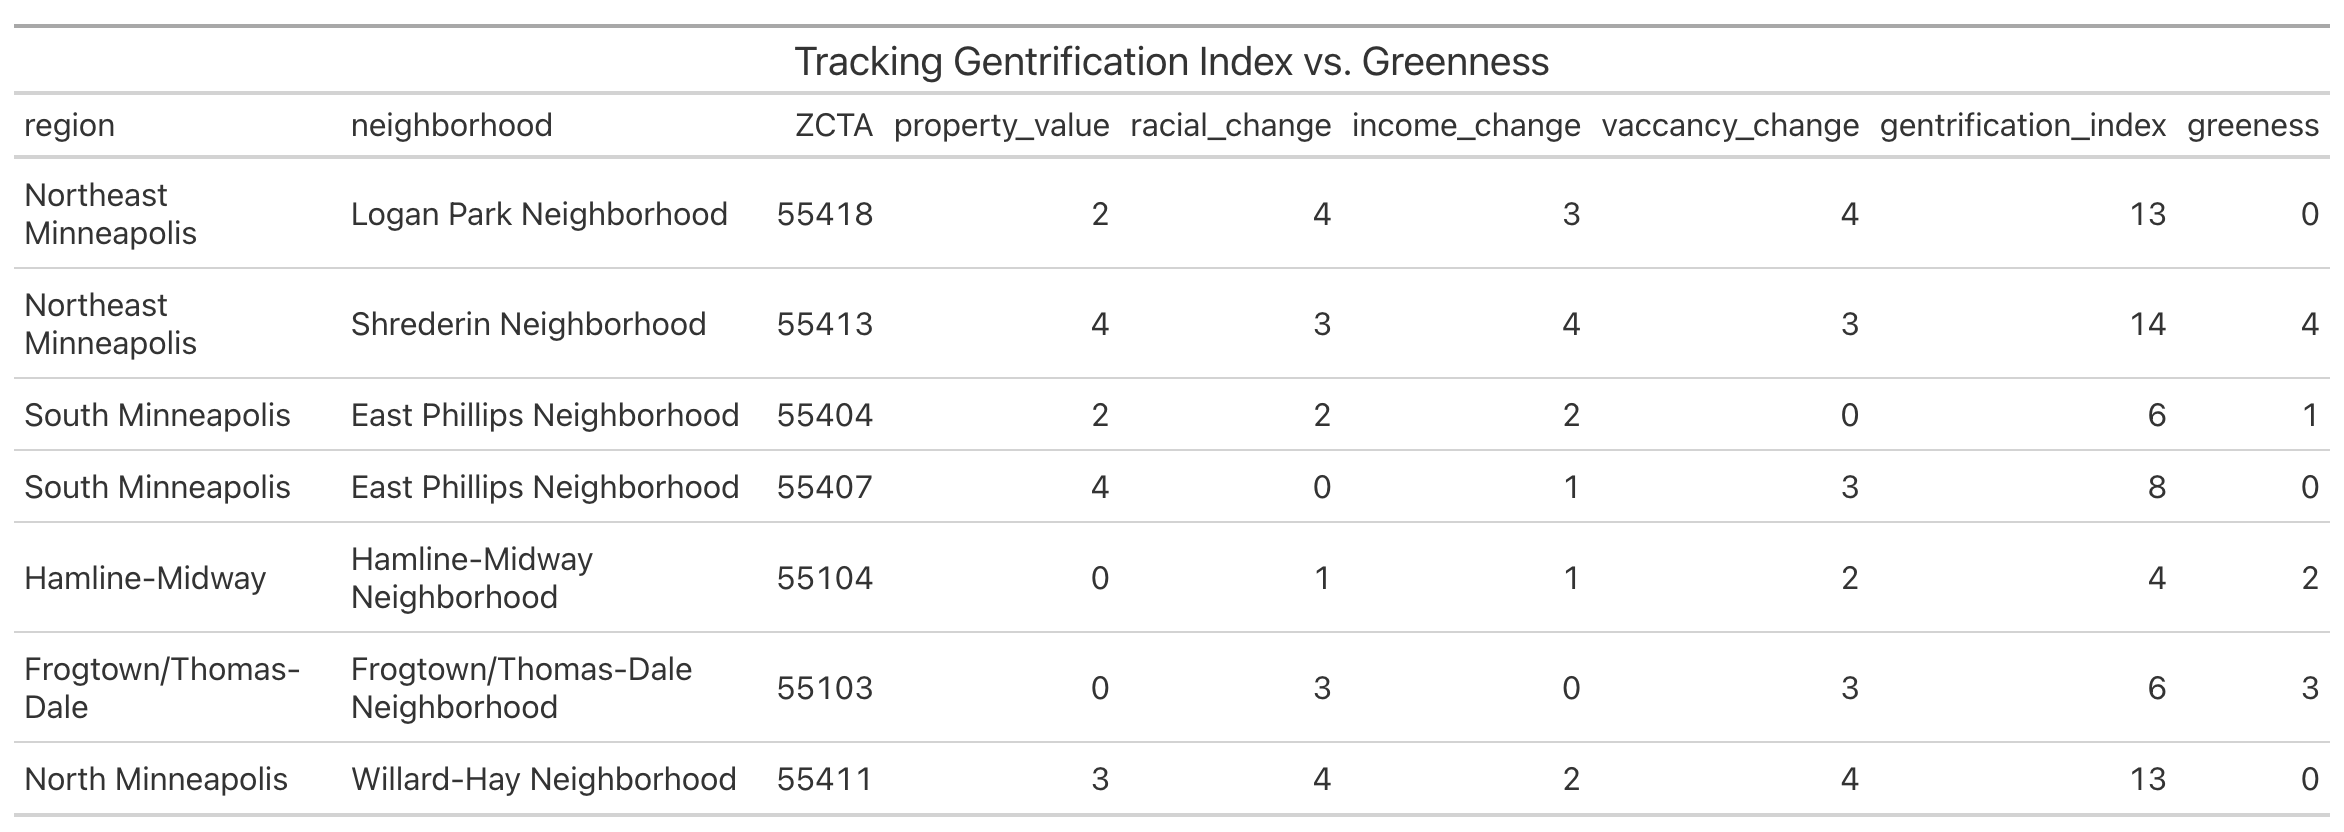 Tracking Gentrification Index vs. Greenness
region neighborhood ZCTA property_value racial_change income_change vaccancy_change gentrification_index greeness
Northeast
Minneapolis Logan Park Neighborhood 55418 2 4 3 4 13 0
Northeast
Minneapolis Shrederin Neighborhood 55413 4 3 4 3 14 4
South Minneapolis East Phillips Neighborhood 55404 2 2 2 0 6 1
South Minneapolis East Phillips Neighborhood 55407 4 0 1 3 8 0
Hamline-Midway Hamline-Midway
Neighborhood 55104 0 1 1 2 4 2
Frogtown/Thomas-
Dale Frogtown/Thomas-Dale
Neighborhood 55103 0 3 0 3 6 3
North Minneapolis Willard-Hay Neighborhood 55411 3 4 2 4 13 0